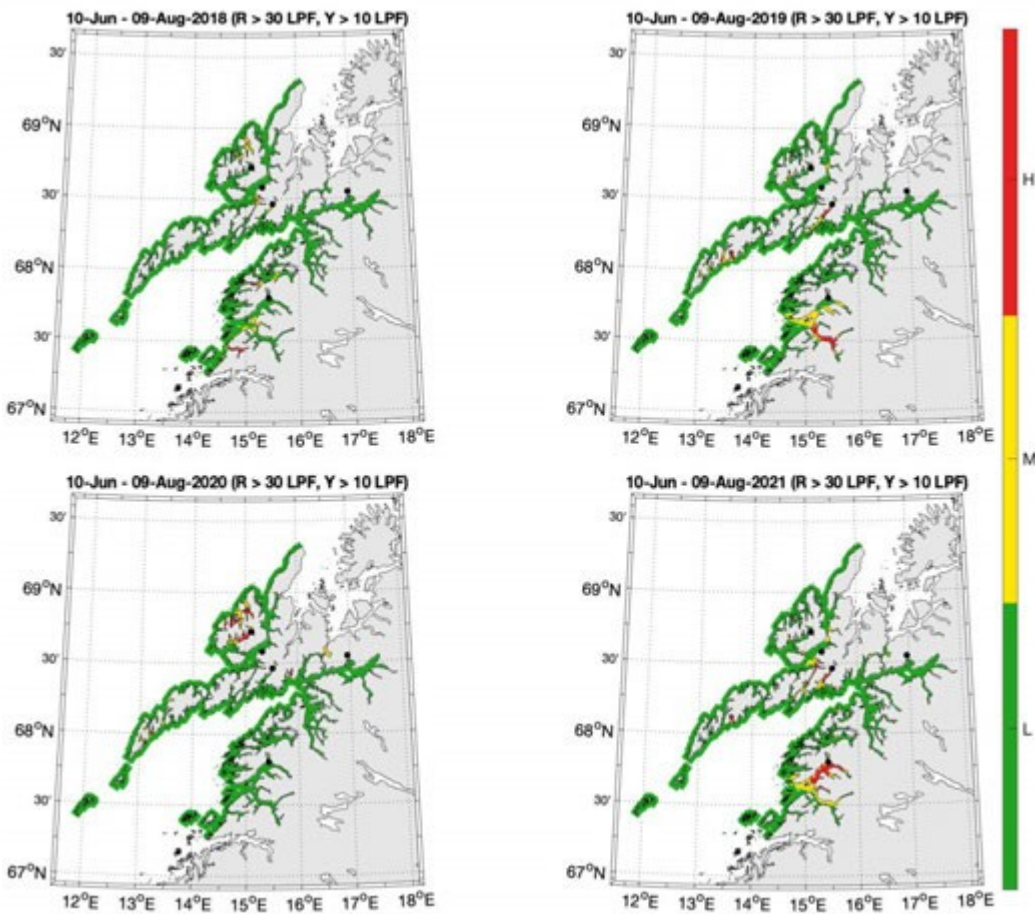 10-Jun - 09-Aug-2018 (R > 30 LPF, Y > 10 LPF)
30'
69°N
30'
68°N
30'
67°N
12°E 13°E 14°E 15°E 16°E 17°E 18°E
10-Jun - 09-Aug-2019 (R > 30 LPF, Y > 10 LPF)
30'
69°N
30'
68°N
30'
67°N
12°E 13°E 14°E 15°E 16°E 17°E 18°E
H
M
L
10-Jun - 09-Aug-2020 (R > 30 LPF, Y > 10 LPF)
30'
69°N
30'
68°N
30'
67°N
12°E 13°E 14°E 15°E 16°E 17°E 18°E
10-Jun - 09-Aug-2021 (R > 30 LPF, Y > 10 LPF)
30'
69°N
30'
68°N
30'
67°N
12°E 13°E 14°E 15°E 16°E 17°E 18°E